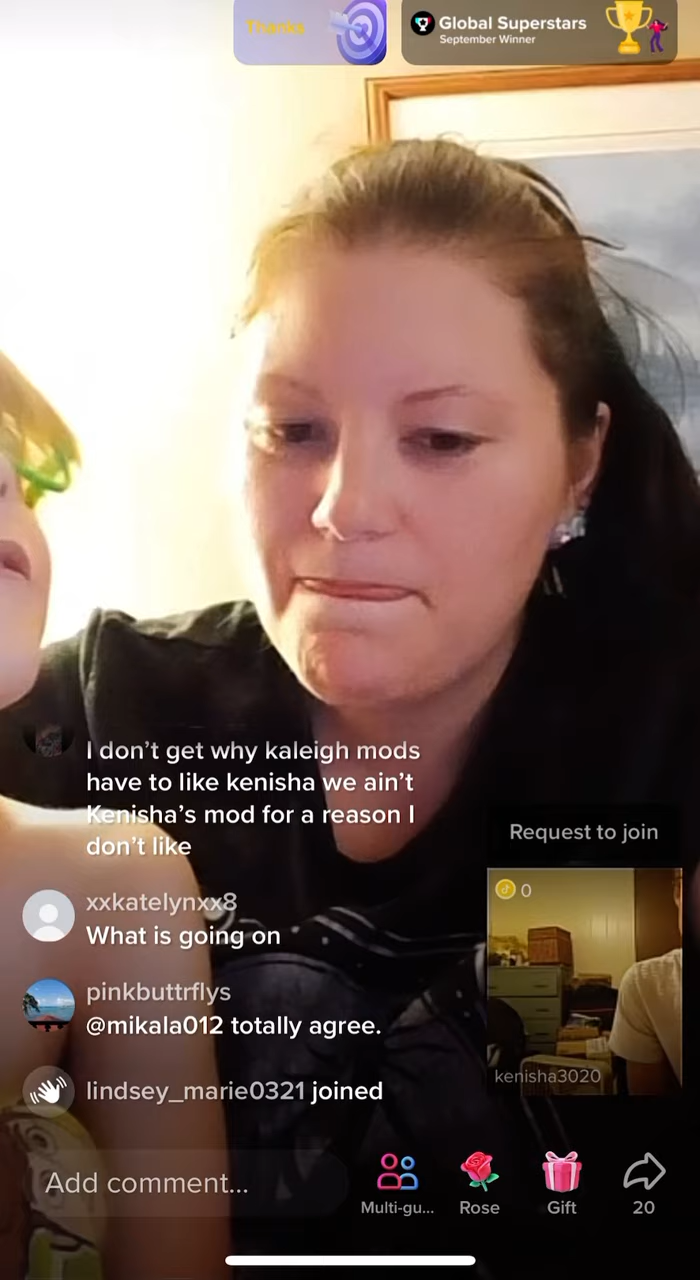 Thanks
Global Superstars
September Winner
I don't get why kaleigh mods
have to like kenisha we ain't
Kenisha's mod for a reason I
don't like
Request to join
0
xxkatelynxx8
What is going on
pinkbuttrflys
@mikala012 totally agree.
kenisha3020
lindsey_marie0321 joined
Add comment...
Multi-gu...
Rose
Gift
20